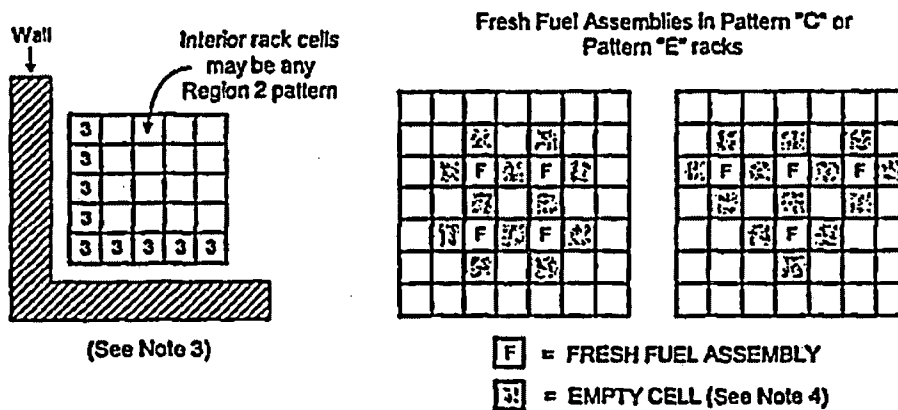 Wall
Interior rack cells
may be any
Region 2 pattern
3
3
3
3
3 3 3 3 3
(See Note 3)
Fresh Fuel Assemblies in Pattern "C" or
Pattern "E" racks
F F
F F
F F F
F
F = FRESH FUEL ASSEMBLY
= EMPTY CELL (See Note 4)